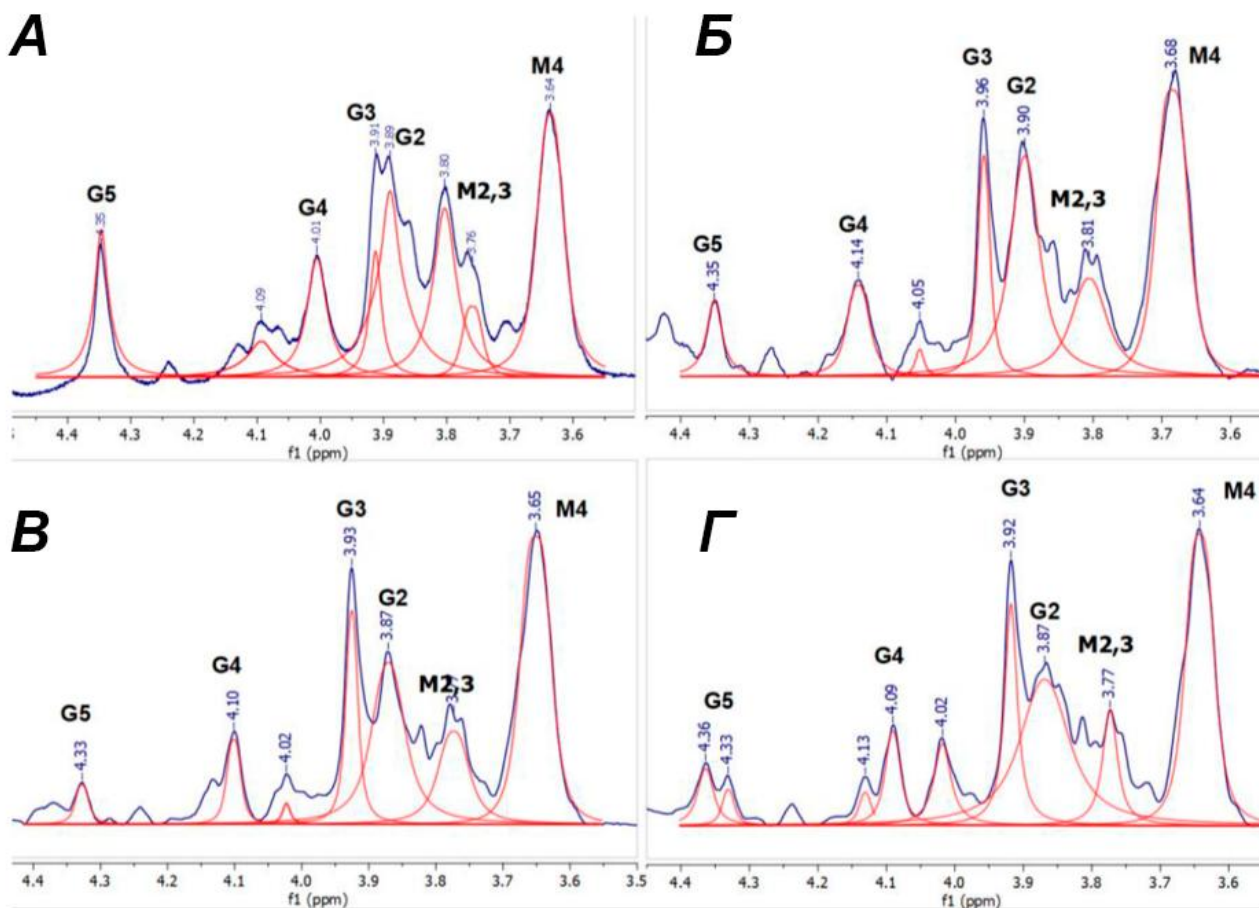 А
G5
4.35
4.09
G4
4.01
G3
3.91
3.89
G2
3.80
M2,3
3.76
M4
3.64
4.4 4.3 4.2 4.1 4.0 3.9 3.8 3.7 3.6
f1 (ppm)
Б
G5
4.35
G4
4.14
4.05
G3
3.96
G2
3.90
M2,3
3.81
3.68
M4
4.4 4.3 4.2 4.1 4.0 3.9 3.8 3.7 3.6
f1 (ppm)
В
G5
4.33
G4
4.10
4.02
G3
3.93
G2
3.87
M2,3
3.65
M4
4.4 4.3 4.2 4.1 4.0 3.9 3.8 3.7 3.6 3.5
f1 (ppm)
Г
G5
4.36
4.33
4.13
G4
4.09
4.02
G3
3.92
G2
3.87
M2,3
3.77
3.64
M4
4.4 4.3 4.2 4.1 4.0 3.9 3.8 3.7 3.6
f1 (ppm)